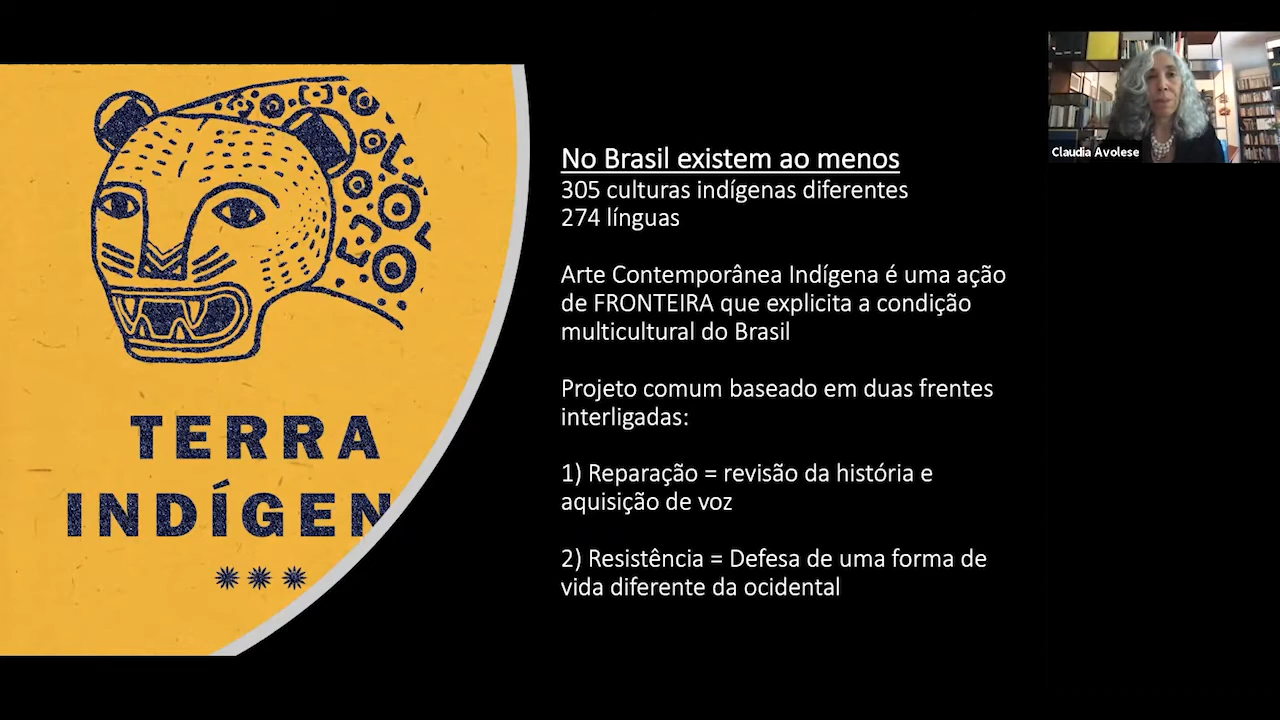 TERRA
INDÍGEN
No Brasil existem ao menos
305 culturas indígenas diferentes
274 línguas
Arte Contemporânea Indígena é uma ação
de FRONTEIRA que explicita a condição
multicultural do Brasil
Projeto comum baseado em duas frentes
interligadas:
1) Reparação = revisão da história e
aquisição de voz
2) Resistência = Defesa de uma forma de
vida diferente da ocidental
Claudia Avolese